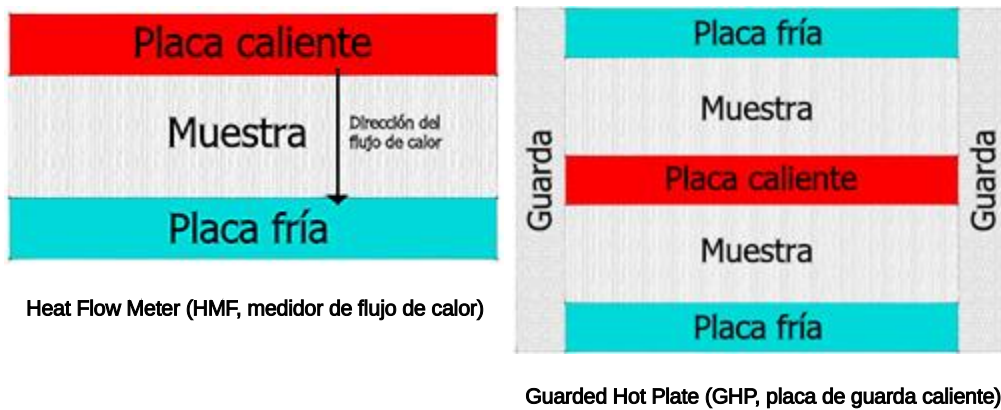 Placa caliente
Muestra
Dirección del
flujo de calor
Placa fría
Heat Flow Meter (HMF, medidor de flujo de calor)
Placa fría
Muestra
Guarda
Placa caliente
Guarda
Muestra
Placa fría
Guarded Hot Plate (GHP, placa de guarda caliente)